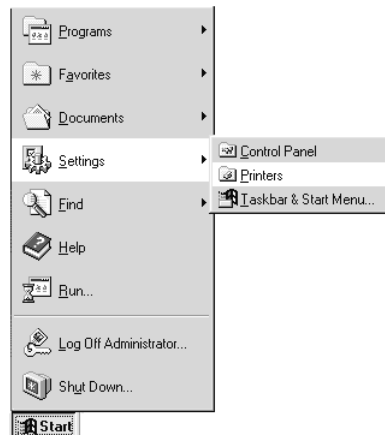 Programs
Favorites
Documents
Settings
Control Panel
Printers
Taskbar & Start Menu...
Find
Help
Run...
Log Off Administrator...
Shut Down...
Start